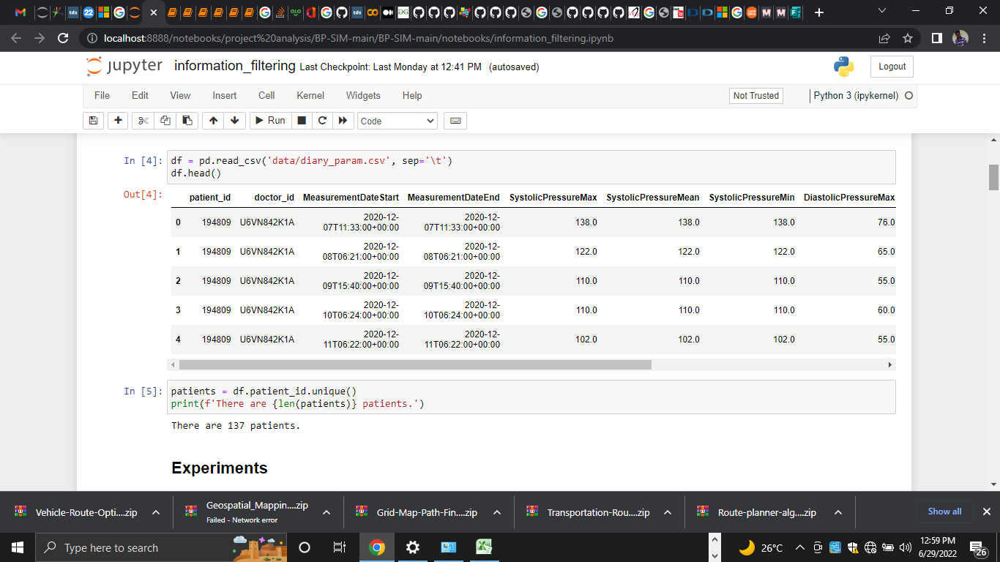 localhost:8888/notebooks/project%20analysis/BP-SIM-main/BP-SIM-main/notebooks/information_filtering.ipynb
jupyter information_filtering Last Checkpoint: Last Monday at 12:41 PM (autosaved)
Logout
File Edit View Insert Cell Kernel Widgets Help
Not Trusted
Python 3 (ipykernel)
Run
Code
In [4]: df = pd.read_csv('data/diary_param.csv', sep='\t')
df.head()
Out[4]:
patient_id doctor_id MeasurementDateStart MeasurementDateEnd SystolicPressureMax SystolicPressureMean SystolicPressureMin DiastolicPressureMax
0 194809 U6VN842K1A 2020-12-07T11:33:00+00:00 2020-12-07T11:33:00+00:00 138.0 138.0 138.0 76.0
1 194809 U6VN842K1A 2020-12-08T06:21:00+00:00 2020-12-08T06:21:00+00:00 122.0 122.0 122.0 65.0
2 194809 U6VN842K1A 2020-12-09T15:40:00+00:00 2020-12-09T15:40:00+00:00 110.0 110.0 110.0 55.0
3 194809 U6VN842K1A 2020-12-10T06:24:00+00:00 2020-12-10T06:24:00+00:00 110.0 110.0 110.0 60.0
4 194809 U6VN842K1A 2020-12-11T06:22:00+00:00 2020-12-11T06:22:00+00:00 102.0 102.0 102.0 55.0
In [5]: patients = df.patient_id.unique()
print(f'There are {len(patients)} patients.')
There are 137 patients.
Experiments
Vehicle-Route-Opti....zip
Geospatial_Mappin....zip
Failed - Network error
Grid-Map-Path-Fin....zip
Transportation-Rou....zip
Route-planner-alg....zip
Show all
Type here to search
26°C
12:59 PM
6/29/2022
26